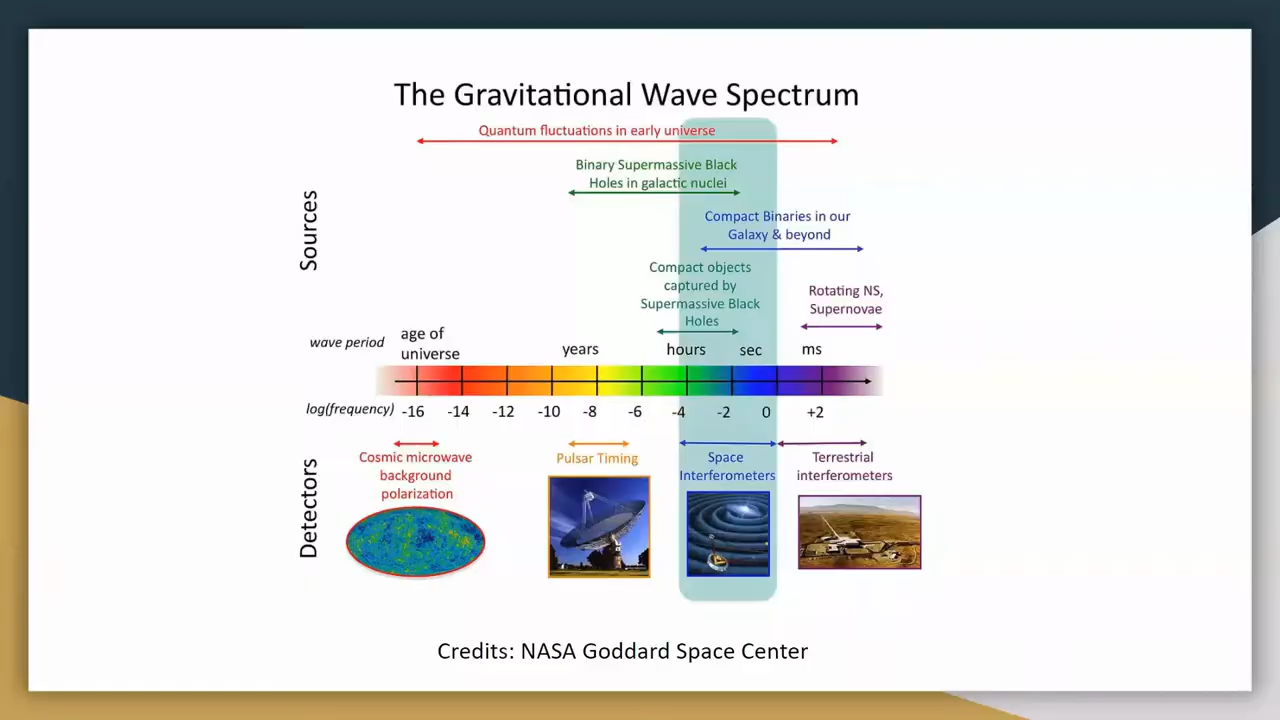 The Gravitational Wave Spectrum
Quantum fluctuations in early universe
Binary Supermassive Black
Holes in galactic nuclei
Compact Binaries in our
Galaxy & beyond
Compact objects
captured by
Supermassive Black
Holes
Rotating NS,
Supernovae
Sources
wave period
age of
universe
years
hours
sec
ms
log(frequency)
-16 -14 -12 -10 -8 -6 -4 -2 0 +2
Detectors
Cosmic microwave
background
polarization
Pulsar Timing
Space
Interferometers
Terrestrial
interferometers
Credits: NASA Goddard Space Center